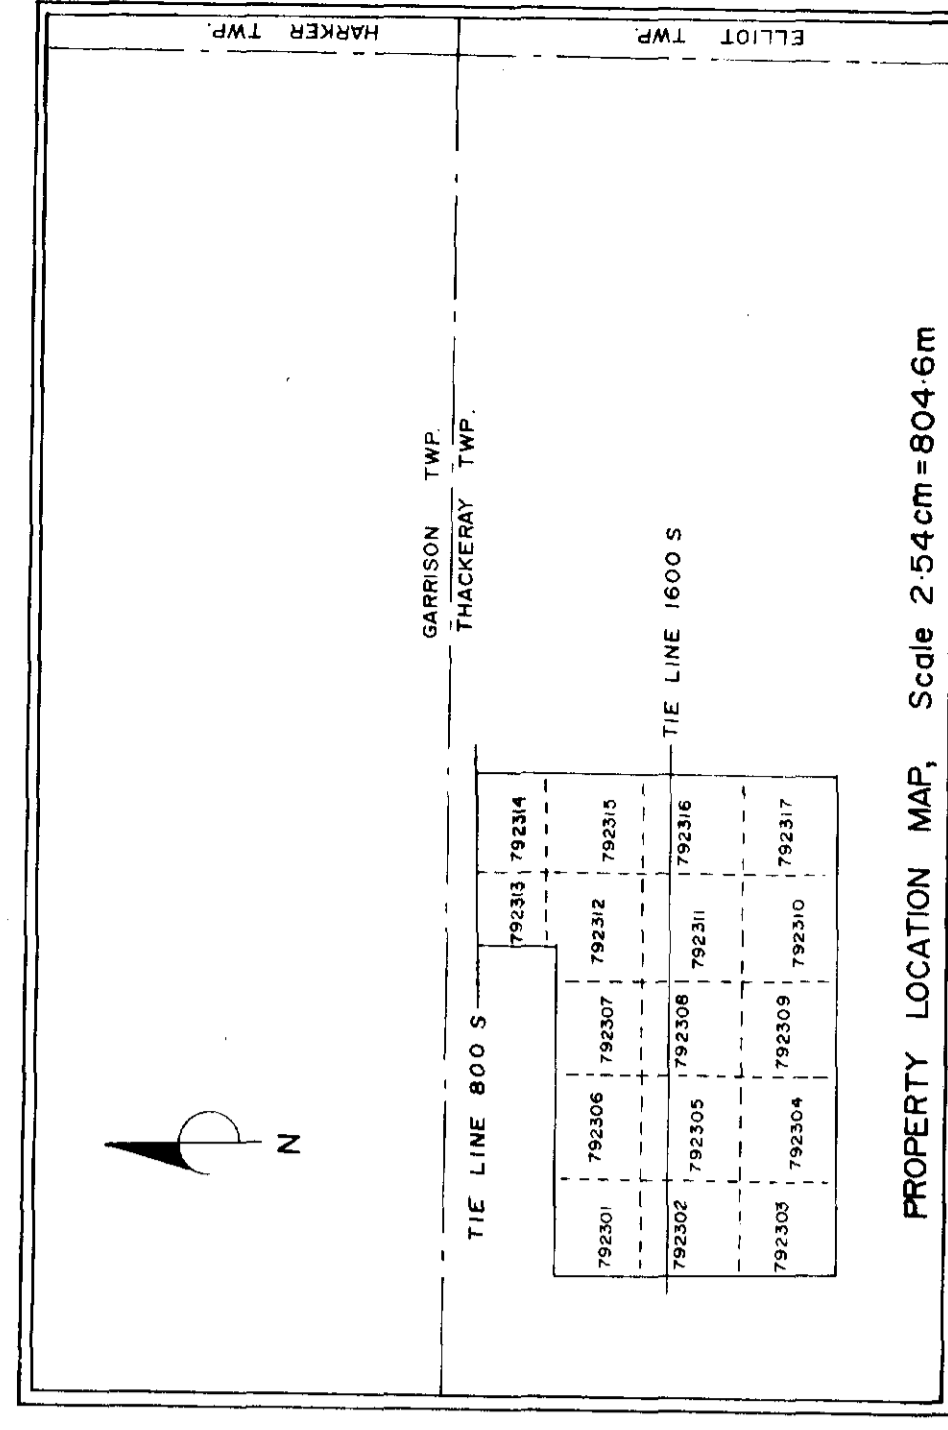 HARKER TWP.
ELLIOT TWP.
GARRISON TWP.
THACKERAY TWP.
N
TIE LINE 800 S
792313 792314
792301 792306 792307 792312 792315
TIE LINE 1600 S
792302 792305 792308 792311 792316
792303 792304 792309 792310 792317
PROPERTY LOCATION MAP, Scale 2·54cm=804·6m